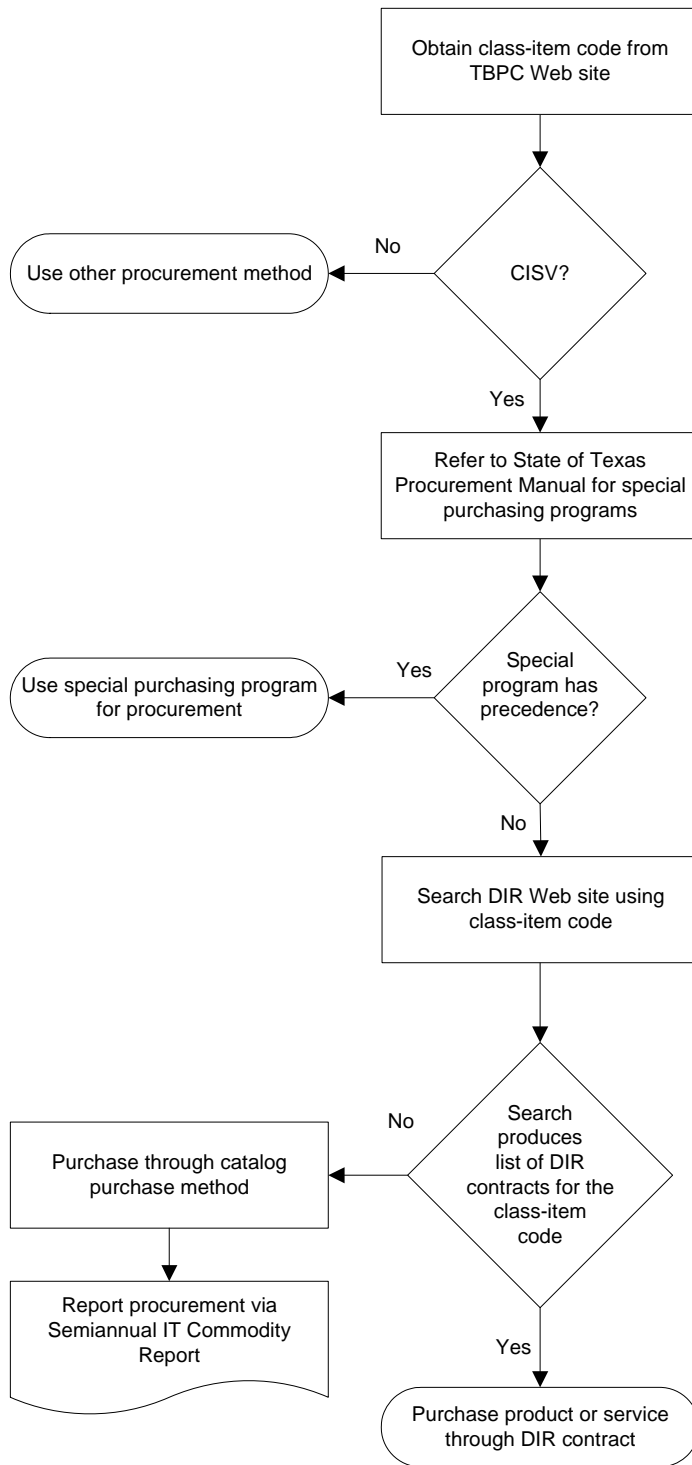 Obtain class-item code from
TBPC Web site
No
CISV?
Use other procurement method
Yes
Refer to State of Texas
Procurement Manual for special
purchasing programs
Yes
Special
program has
precedence?
Use special purchasing program
for procurement
No
Search DIR Web site using
class-item code
No
Search
produces
list of DIR
contracts for the
class-item
code
Purchase through catalog
purchase method
Report procurement via
Semiannual IT Commodity
Report
Yes
Purchase product or service
through DIR contract